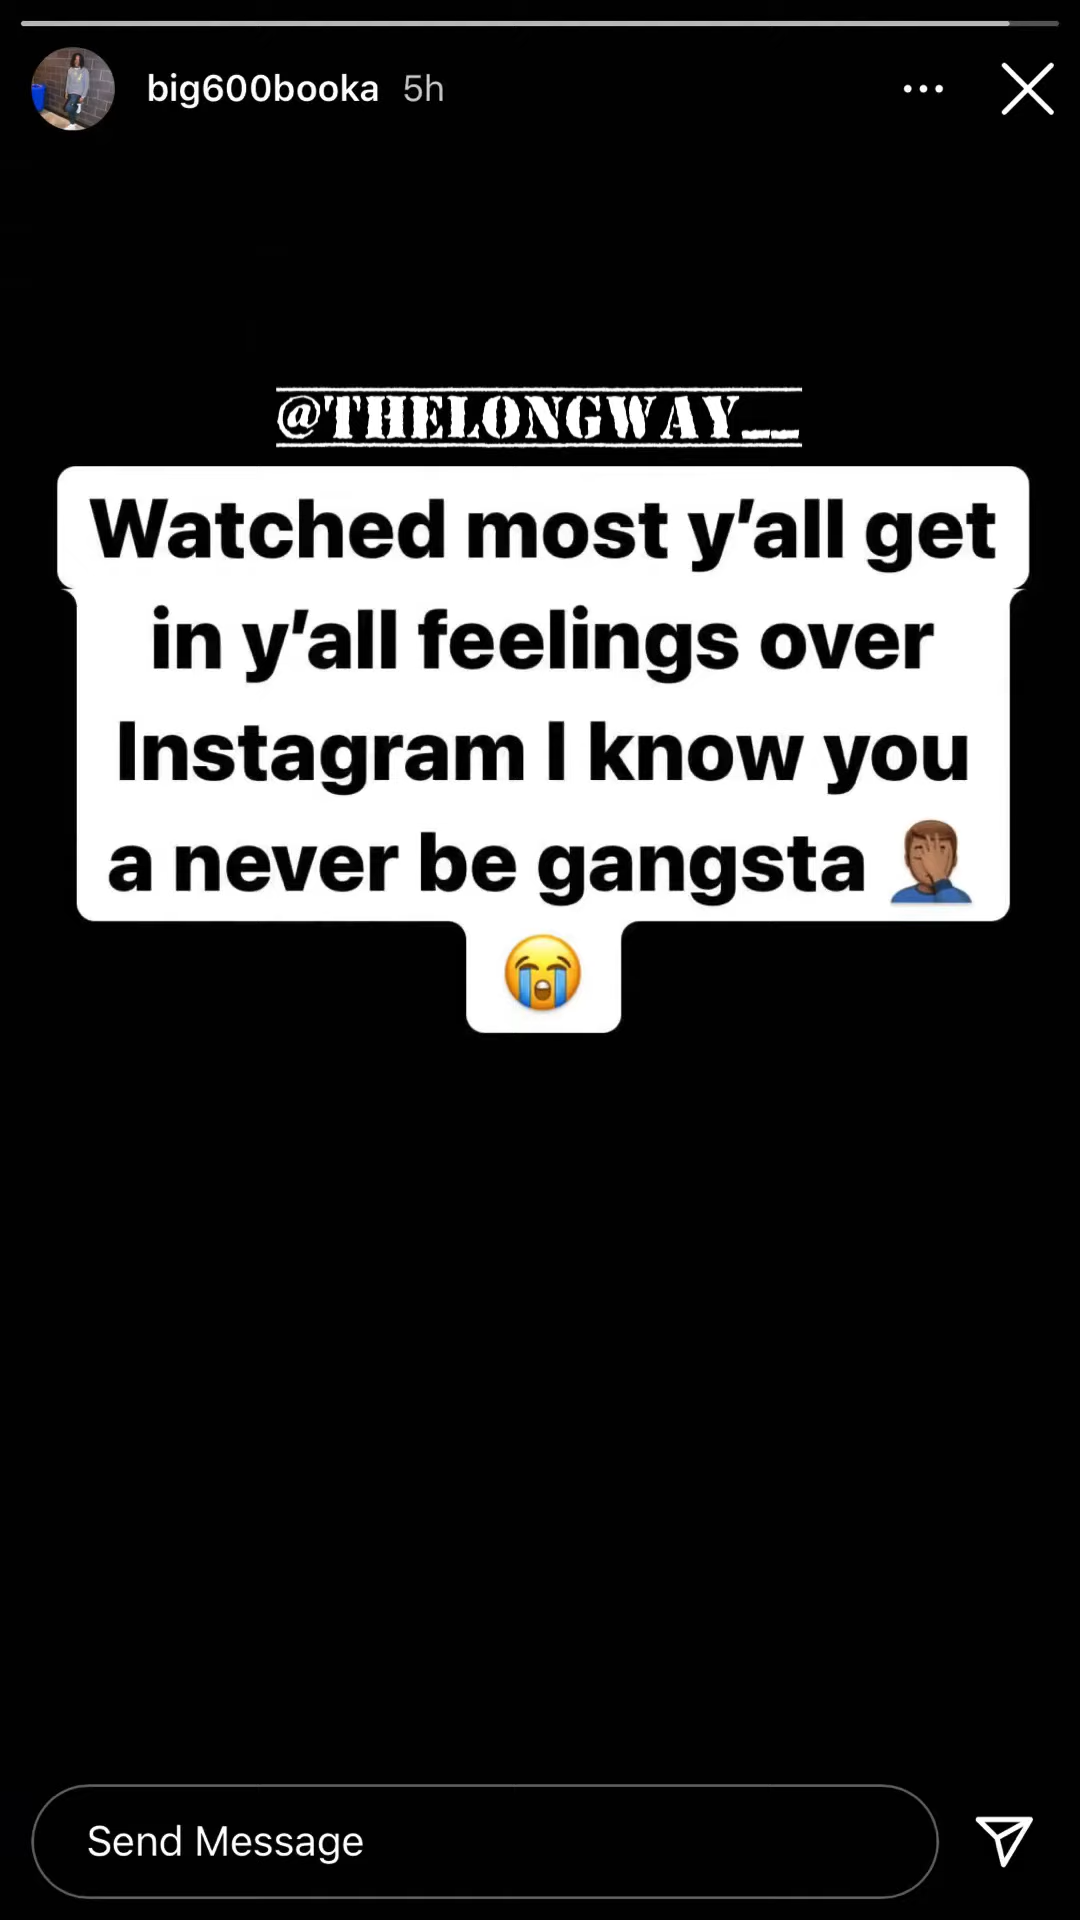 big600booka 5h
@THELONGWAY__
Watched most y’all get
in y’all feelings over
Instagram I know you
a never be gangsta 🤦🏾‍♂️
😭
Send Message